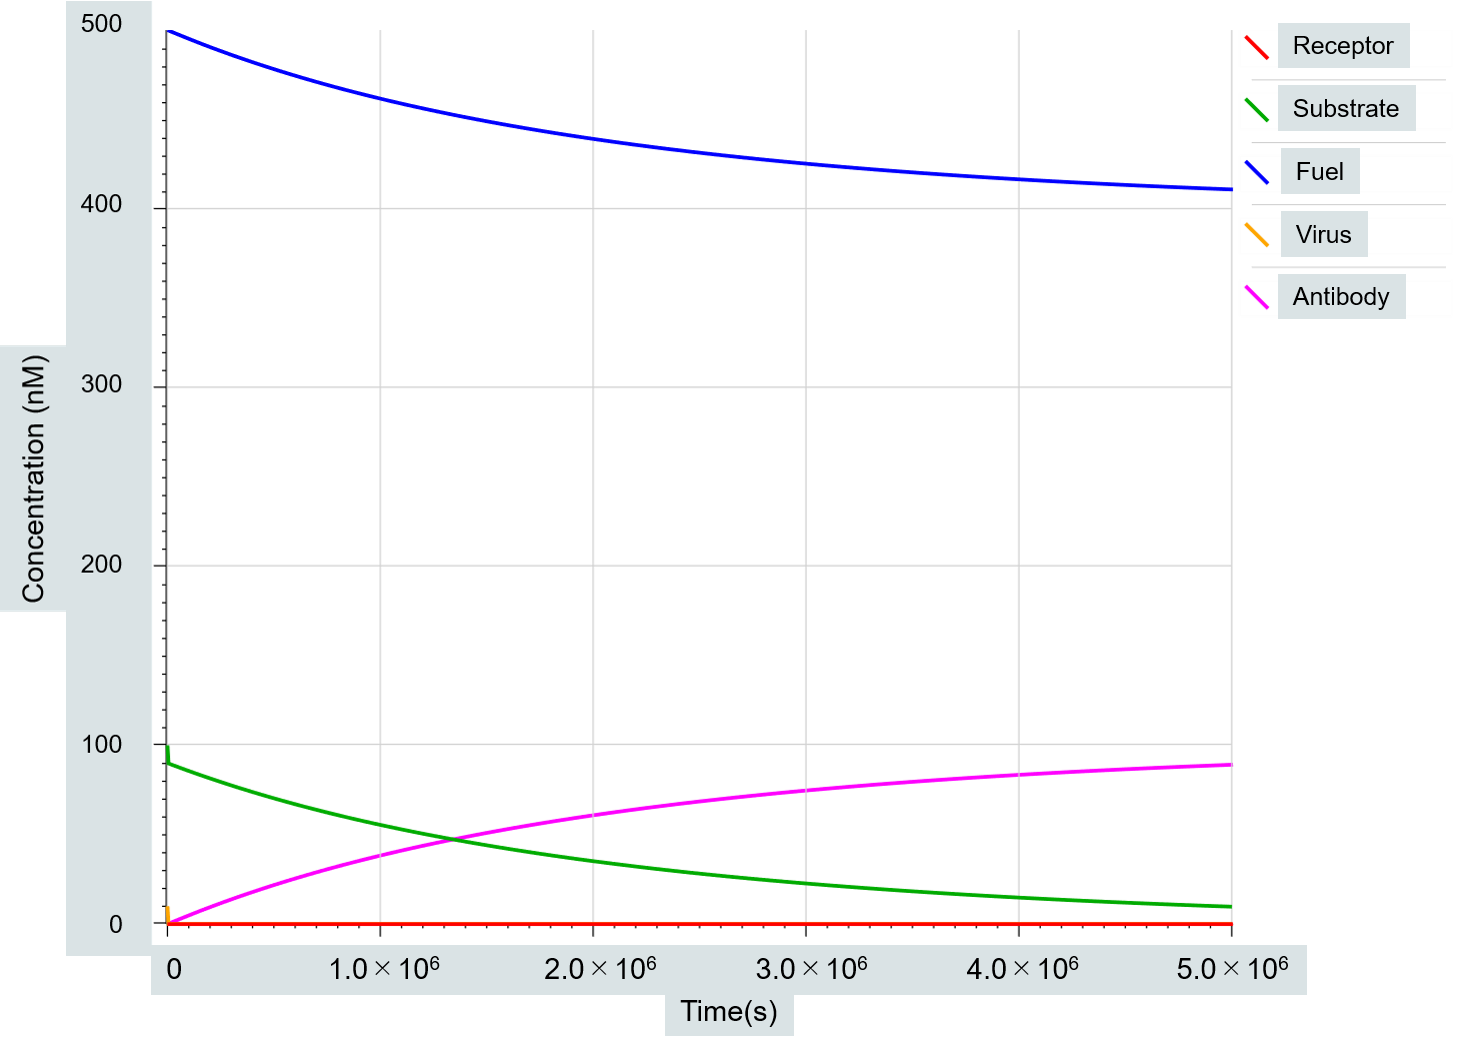 500
400
300
200
100
0
Concentration (nM)
0
1.0×10⁶
2.0×10⁶
3.0×10⁶
4.0×10⁶
5.0×10⁶
Time(s)
Receptor
Substrate
Fuel
Virus
Antibody